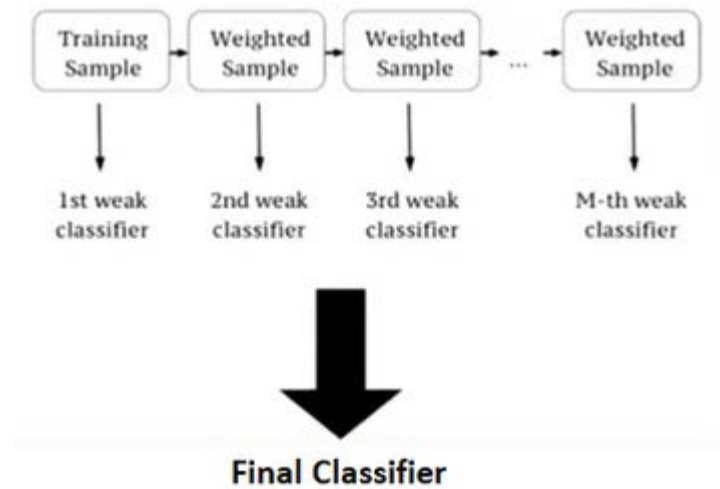 Training
Sample
Weighted
Sample
Weighted
Sample
...
Weighted
Sample
1st weak
classifier
2nd weak
classifier
3rd weak
classifier
M-th weak
classifier
Final Classifier